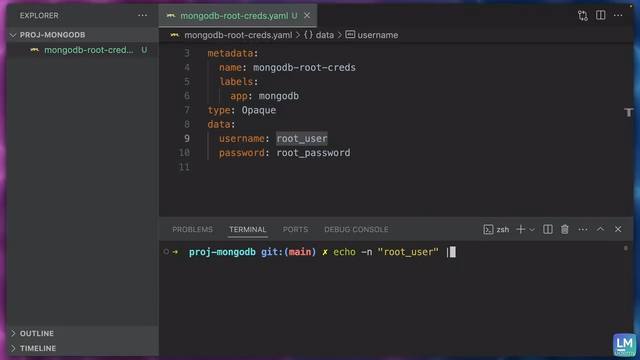 EXPLORER
PROJ-MONGODB
mongodb-root-cred... U
OUTLINE
TIMELINE
mongodb-root-creds.yaml U
mongodb-root-creds.yaml > {} data > username
3 metadata:
4 name: mongodb-root-creds
5 labels:
6 app: mongodb
7 type: Opaque
8 data:
9 username: root_user
10 password: root_password
11
PROBLEMS TERMINAL PORTS DEBUG CONSOLE
zsh
proj-mongodb git:(main) ✗ echo -n "root_user" |
LM